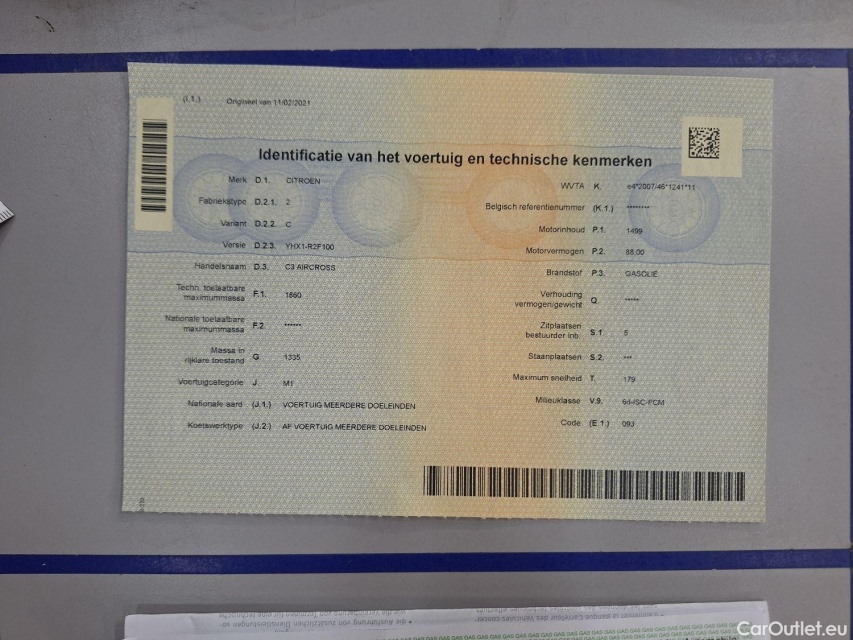 (I.1.) Origineel van 11/02/2021
Identificatie van het voertuig en technische kenmerken
Merk D.1. CITROEN
Fabriekstype D.2.1. 2
Variant D.2.2. C
Versie D.2.3. YHX1-R2F100
Handelsnaam D.3. C3 AIRCROSS
Techn. toelaatbare
maximummassa F.1. 1860
Nationale toelaatbare
maximummassa F.2. ******
Massa in
rijklare toestand G. 1335
Voertuigcategorie J. M1
Nationale aard (J.1.) VOERTUIG MEERDERE DOELEINDEN
Koetswerktype (J.2.) AF VOERTUIG MEERDERE DOELEINDEN
WVTA K. e4*2007/46*1241*11
Belgisch referentienummer (K.1.) ********
Motorinhoud P.1. 1499
Motorvermogen P.2. 88.00
Brandstof P.3. GASOLIE
Verhouding
vermogen/gewicht Q. *****
Zitplaatsen
bestuurder inb. S.1. 5
Staanplaatsen S.2. ***
Maximum snelheid T. 179
Milieuklasse V.9. 6d-ISC-FCM
Code (E.1.) 093
CarOutlet.eu